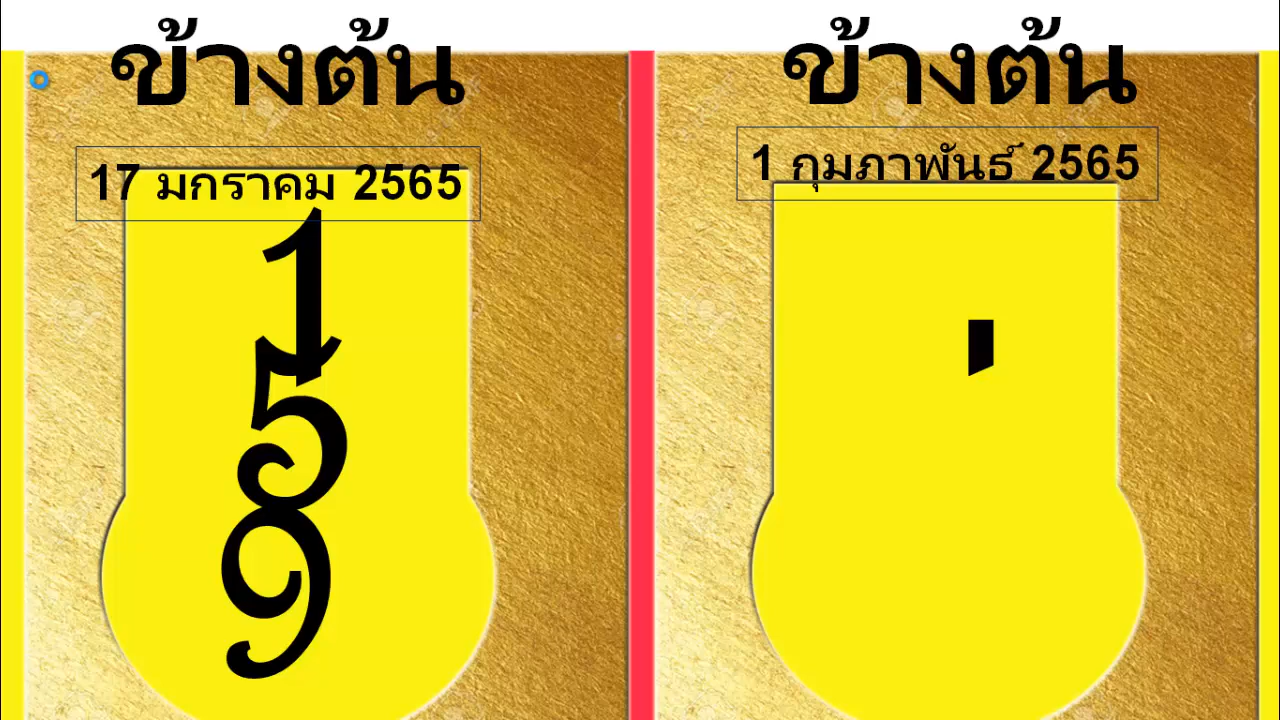 ข้างต้น
17 มกราคม 2565
1
5
9
ข้างต้น
1 กุมภาพันธ์ 2565